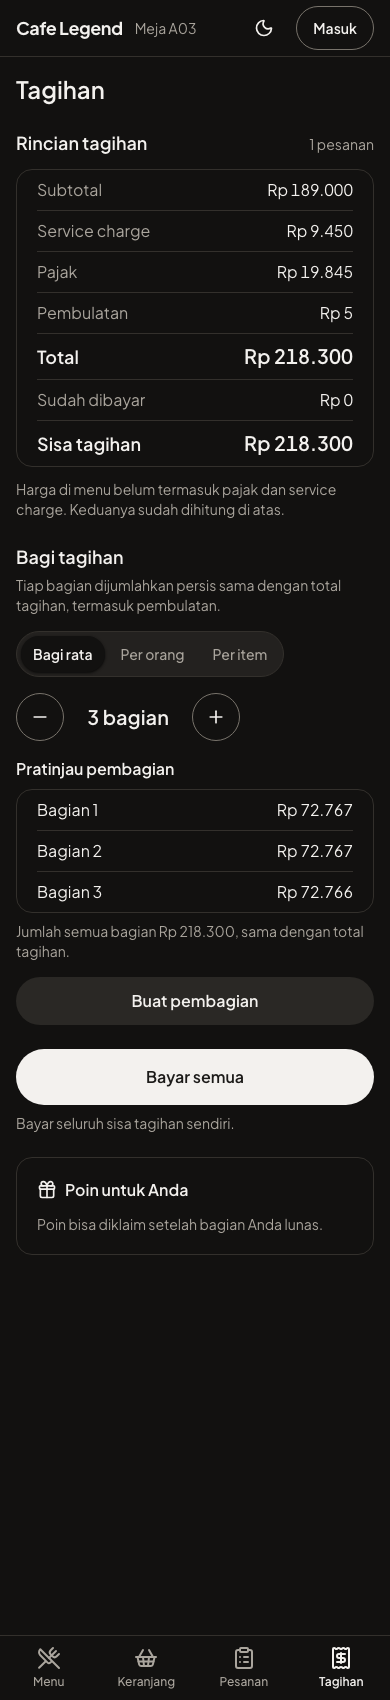 Cafe Legend Meja A03 Masuk
Tagihan
Rincian tagihan 1 pesanan
Subtotal Rp 189.000
Service charge Rp 9.450
Pajak Rp 19.845
Pembulatan Rp 5
Total Rp 218.300
Sudah dibayar Rp 0
Sisa tagihan Rp 218.300
Harga di menu belum termasuk pajak dan service
charge. Keduanya sudah dihitung di atas.
Bagi tagihan
Tiap bagian dijumlahkan persis sama dengan total
tagihan, termasuk pembulatan.
Bagi rata Per orang Per item
3 bagian
Pratinjau pembagian
Bagian 1 Rp 72.767
Bagian 2 Rp 72.767
Bagian 3 Rp 72.766
Jumlah semua bagian Rp 218.300, sama dengan total
tagihan.
Buat pembagian
Bayar semua
Bayar seluruh sisa tagihan sendiri.
Poin untuk Anda
Poin bisa diklaim setelah bagian Anda lunas.
Menu Keranjang Pesanan Tagihan